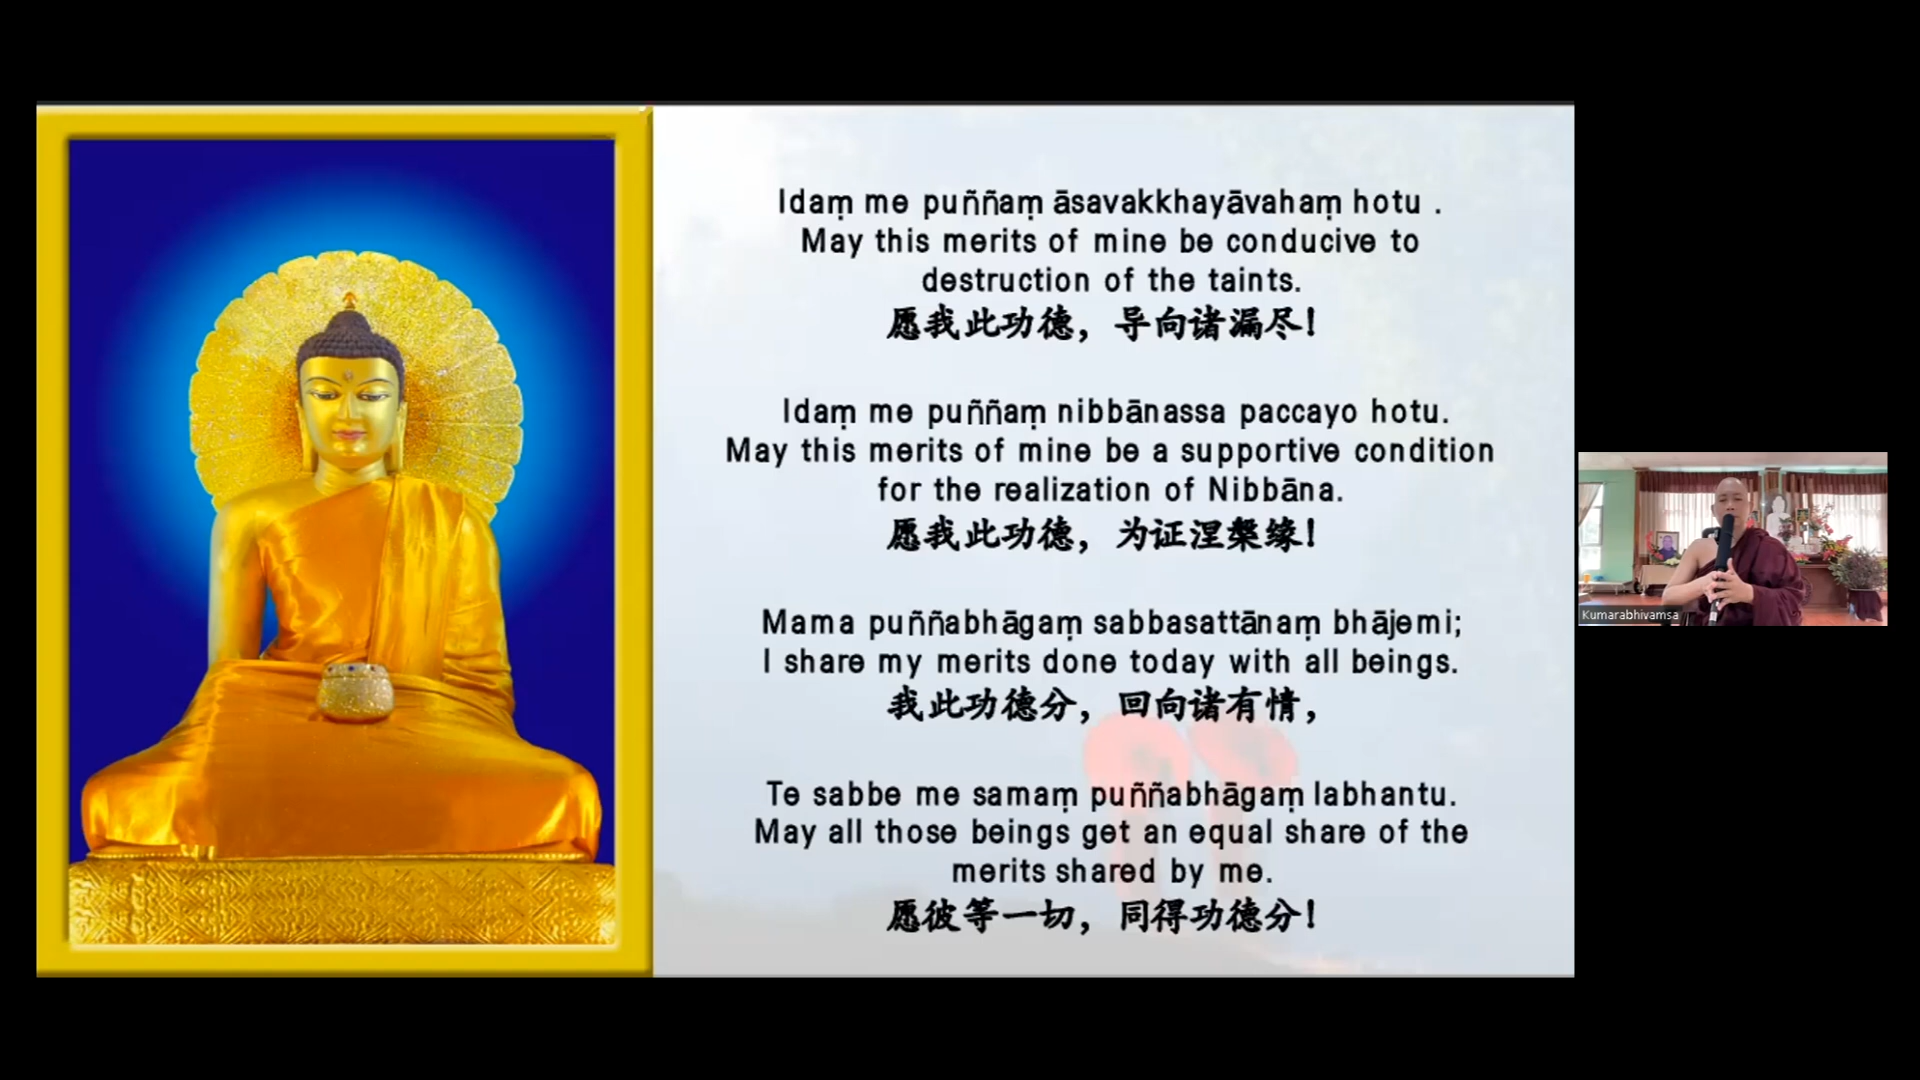 Idaṃ me puññaṃ āsavakkhayāvahaṃ hotu .
May this merits of mine be conducive to
destruction of the taints.
愿我此功德，导向诸漏尽！
Idaṃ me puññaṃ nibbānassa paccayo hotu.
May this merits of mine be a supportive condition
for the realization of Nibbāna.
愿我此功德，为证涅槃缘！
Mama puññabhāgaṃ sabbasattānaṃ bhājemi;
I share my merits done today with all beings.
我此功德分，回向诸有情，
Te sabbe me samaṃ puññabhāgaṃ labhantu.
May all those beings get an equal share of the
merits shared by me.
愿彼等一切，同得功德分！
Kumarabhivamsa